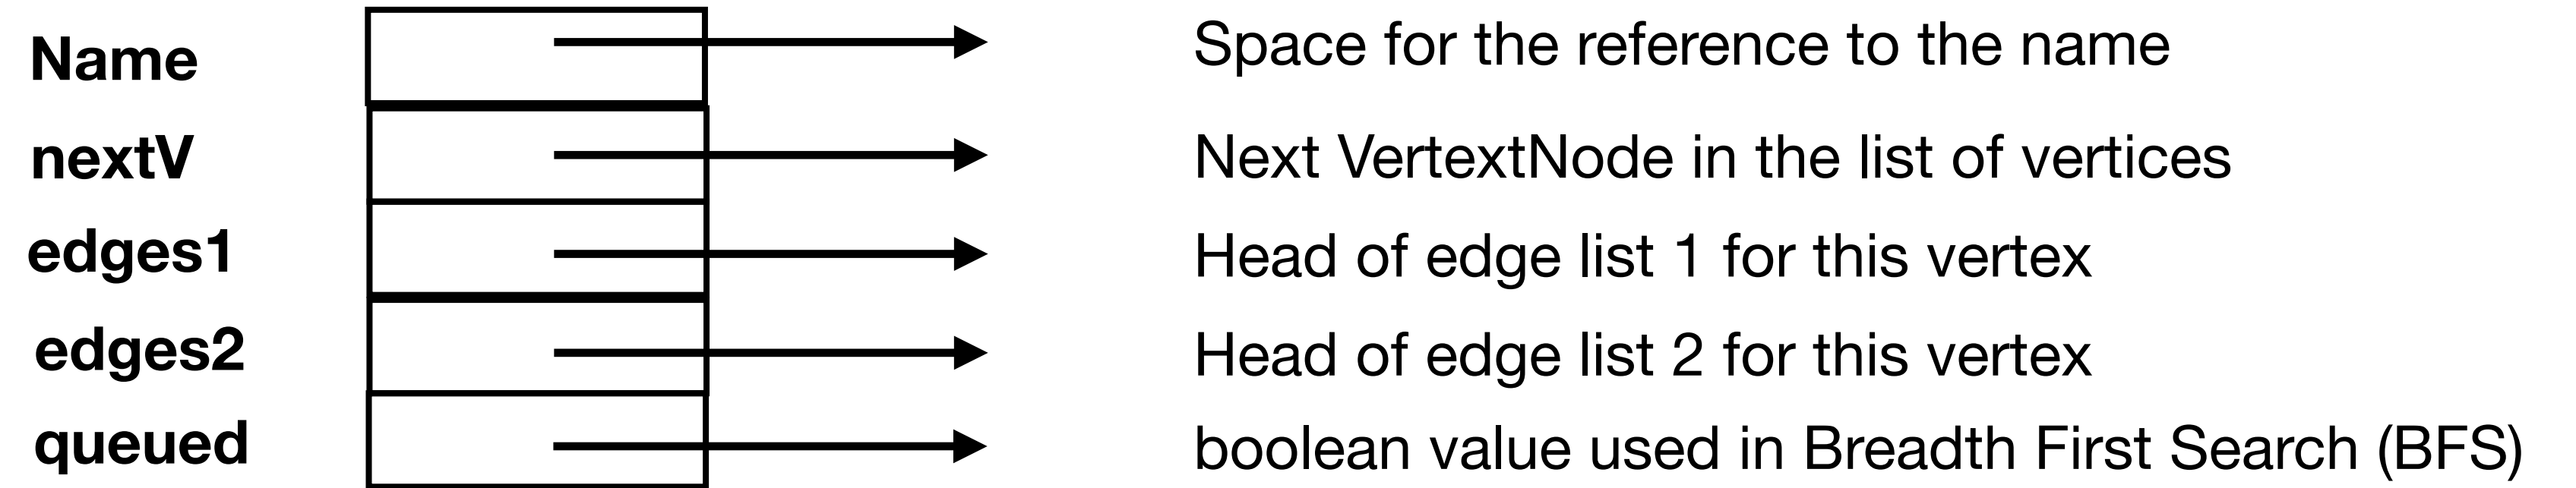 Name Space for the reference to the name
nextV Next VertextNode in the list of vertices
edges1 Head of edge list 1 for this vertex
edges2 Head of edge list 2 for this vertex
queued boolean value used in Breadth First Search (BFS)